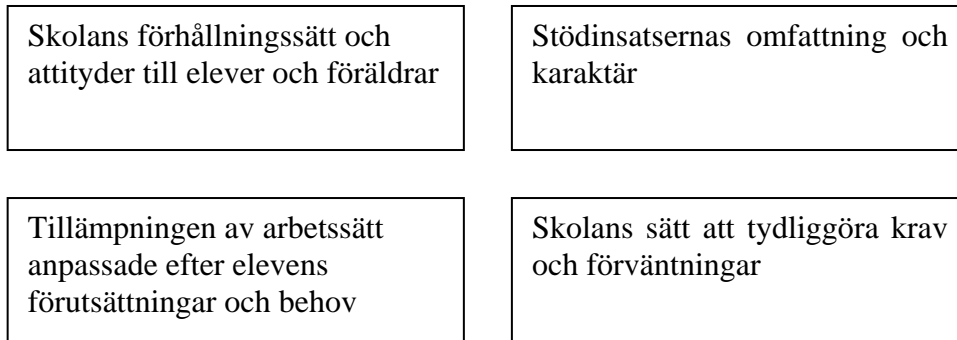 Skolans förhållningssätt och
attityder till elever och föräldrar
Stödinsatsernas omfattning och
karaktär
Tillämpningen av arbetssätt
anpassade efter elevens
förutsättningar och behov
Skolans sätt att tydliggöra krav
och förväntningar